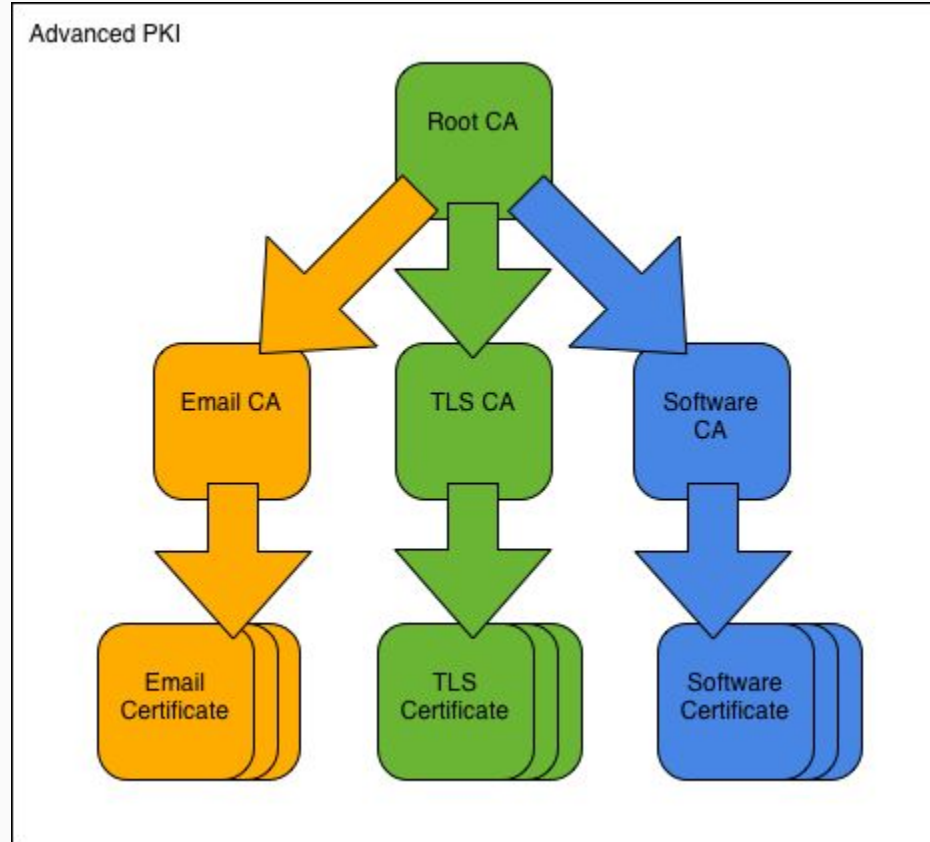 Advanced PKI
Root CA
Email CA
TLS CA
Software
CA
Email
Certificate
TLS
Certificate
Software
Certificate